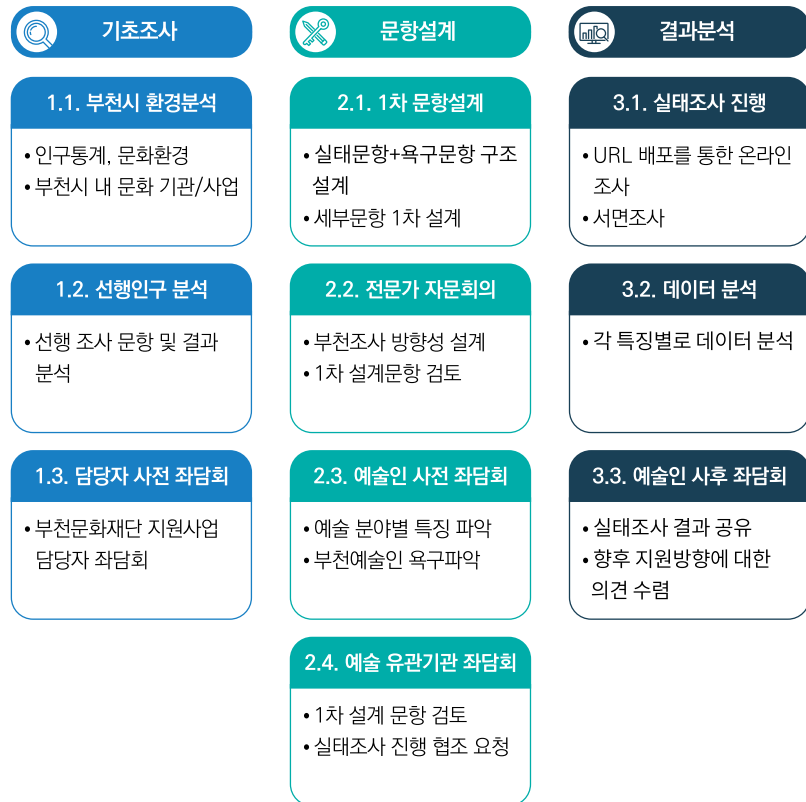 기초조사
1.1. 부천시 환경분석
• 인구통계, 문화환경
• 부천시 내 문화 기관/사업
1.2. 선행인구 분석
• 선행 조사 문항 및 결과
분석
1.3. 담당자 사전 좌담회
• 부천문화재단 지원사업
담당자 좌담회
문항설계
2.1. 1차 문항설계
• 실태문항+욕구문항 구조
설계
• 세부문항 1차 설계
2.2. 전문가 자문회의
• 부천조사 방향성 설계
• 1차 설계문항 검토
2.3. 예술인 사전 좌담회
• 예술 분야별 특징 파악
• 부천예술인 욕구파악
2.4. 예술 유관기관 좌담회
• 1차 설계 문항 검토
• 실태조사 진행 협조 요청
결과분석
3.1. 실태조사 진행
• URL 배포를 통한 온라인
조사
• 서면조사
3.2. 데이터 분석
• 각 특징별로 데이터 분석
3.3. 예술인 사후 좌담회
• 실태조사 결과 공유
• 향후 지원방향에 대한
의견 수렴